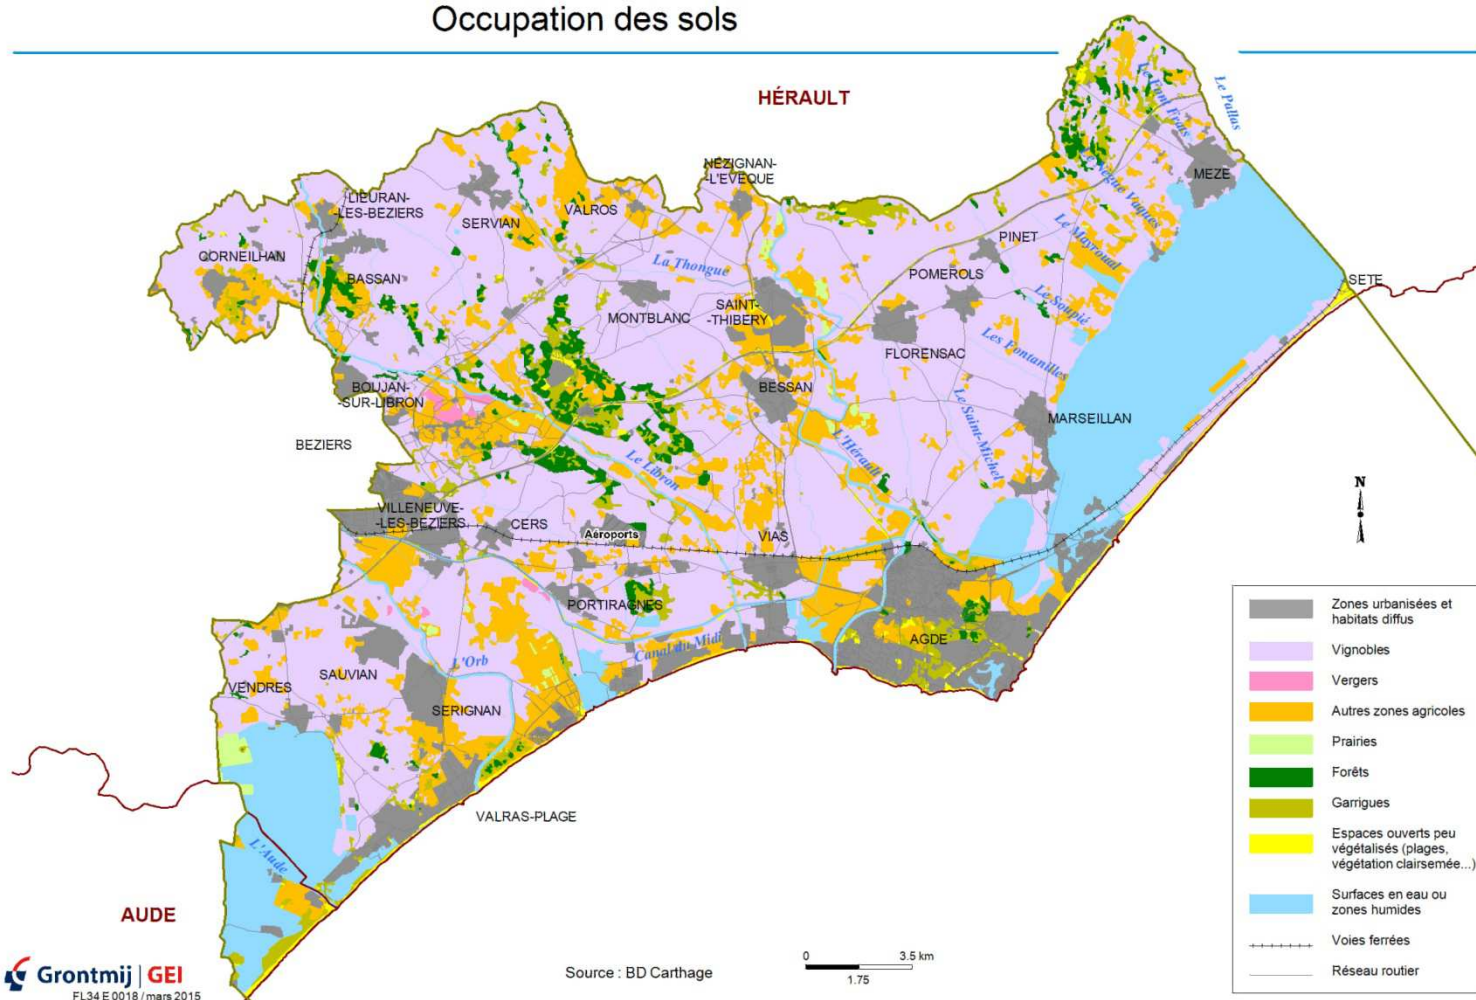 Occupation des sols
HÉRAULT
Le Pallas
Le Font Frais
MEZE
NÉZIGNAN-
-L'EVEQUE
LIEURAN-
-LES-BEZIERS
SERVIAN
VALROS
Le Mayroual
PINET
CORNEILHAN
BASSAN
La Thongue
POMEROLS
SETE
SAINT-
-THIBERY
MONTBLANC
Le Soupié
FLORENSAC
Les Fontanilles
BOUJAN-
-SUR-LIBRON
BESSAN
Le Saint-Michel
MARSEILLAN
BEZIERS
L'Hérault
Le Libron
N
VILLENEUVE-
-LES-BEZIERS
CERS
Aéroports
VIAS
PORTIRAGNES
AGDE
Canal du Midi
L'Orb
SAUVIAN
VENDRES
SERIGNAN
VALRAS-PLAGE
L'Aude
AUDE
Zones urbanisées et
habitats diffus
Vignobles
Vergers
Autres zones agricoles
Prairies
Forêts
Garrigues
Espaces ouverts peu
végétalisés (plages,
végétation clairsemée...)
Surfaces en eau ou
zones humides
Voies ferrées
Réseau routier
0 3.5 km
1.75
Source : BD Carthage
Grontmij | GEI
FL34 E 0018 / mars 2015